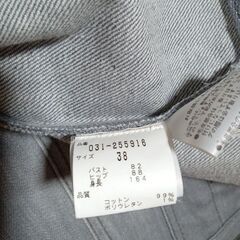 品番 031-255916
サイズ 38
バスト 82
ヒップ 88
身長 164
品質
コットン 99%
ポリウレタン 1%